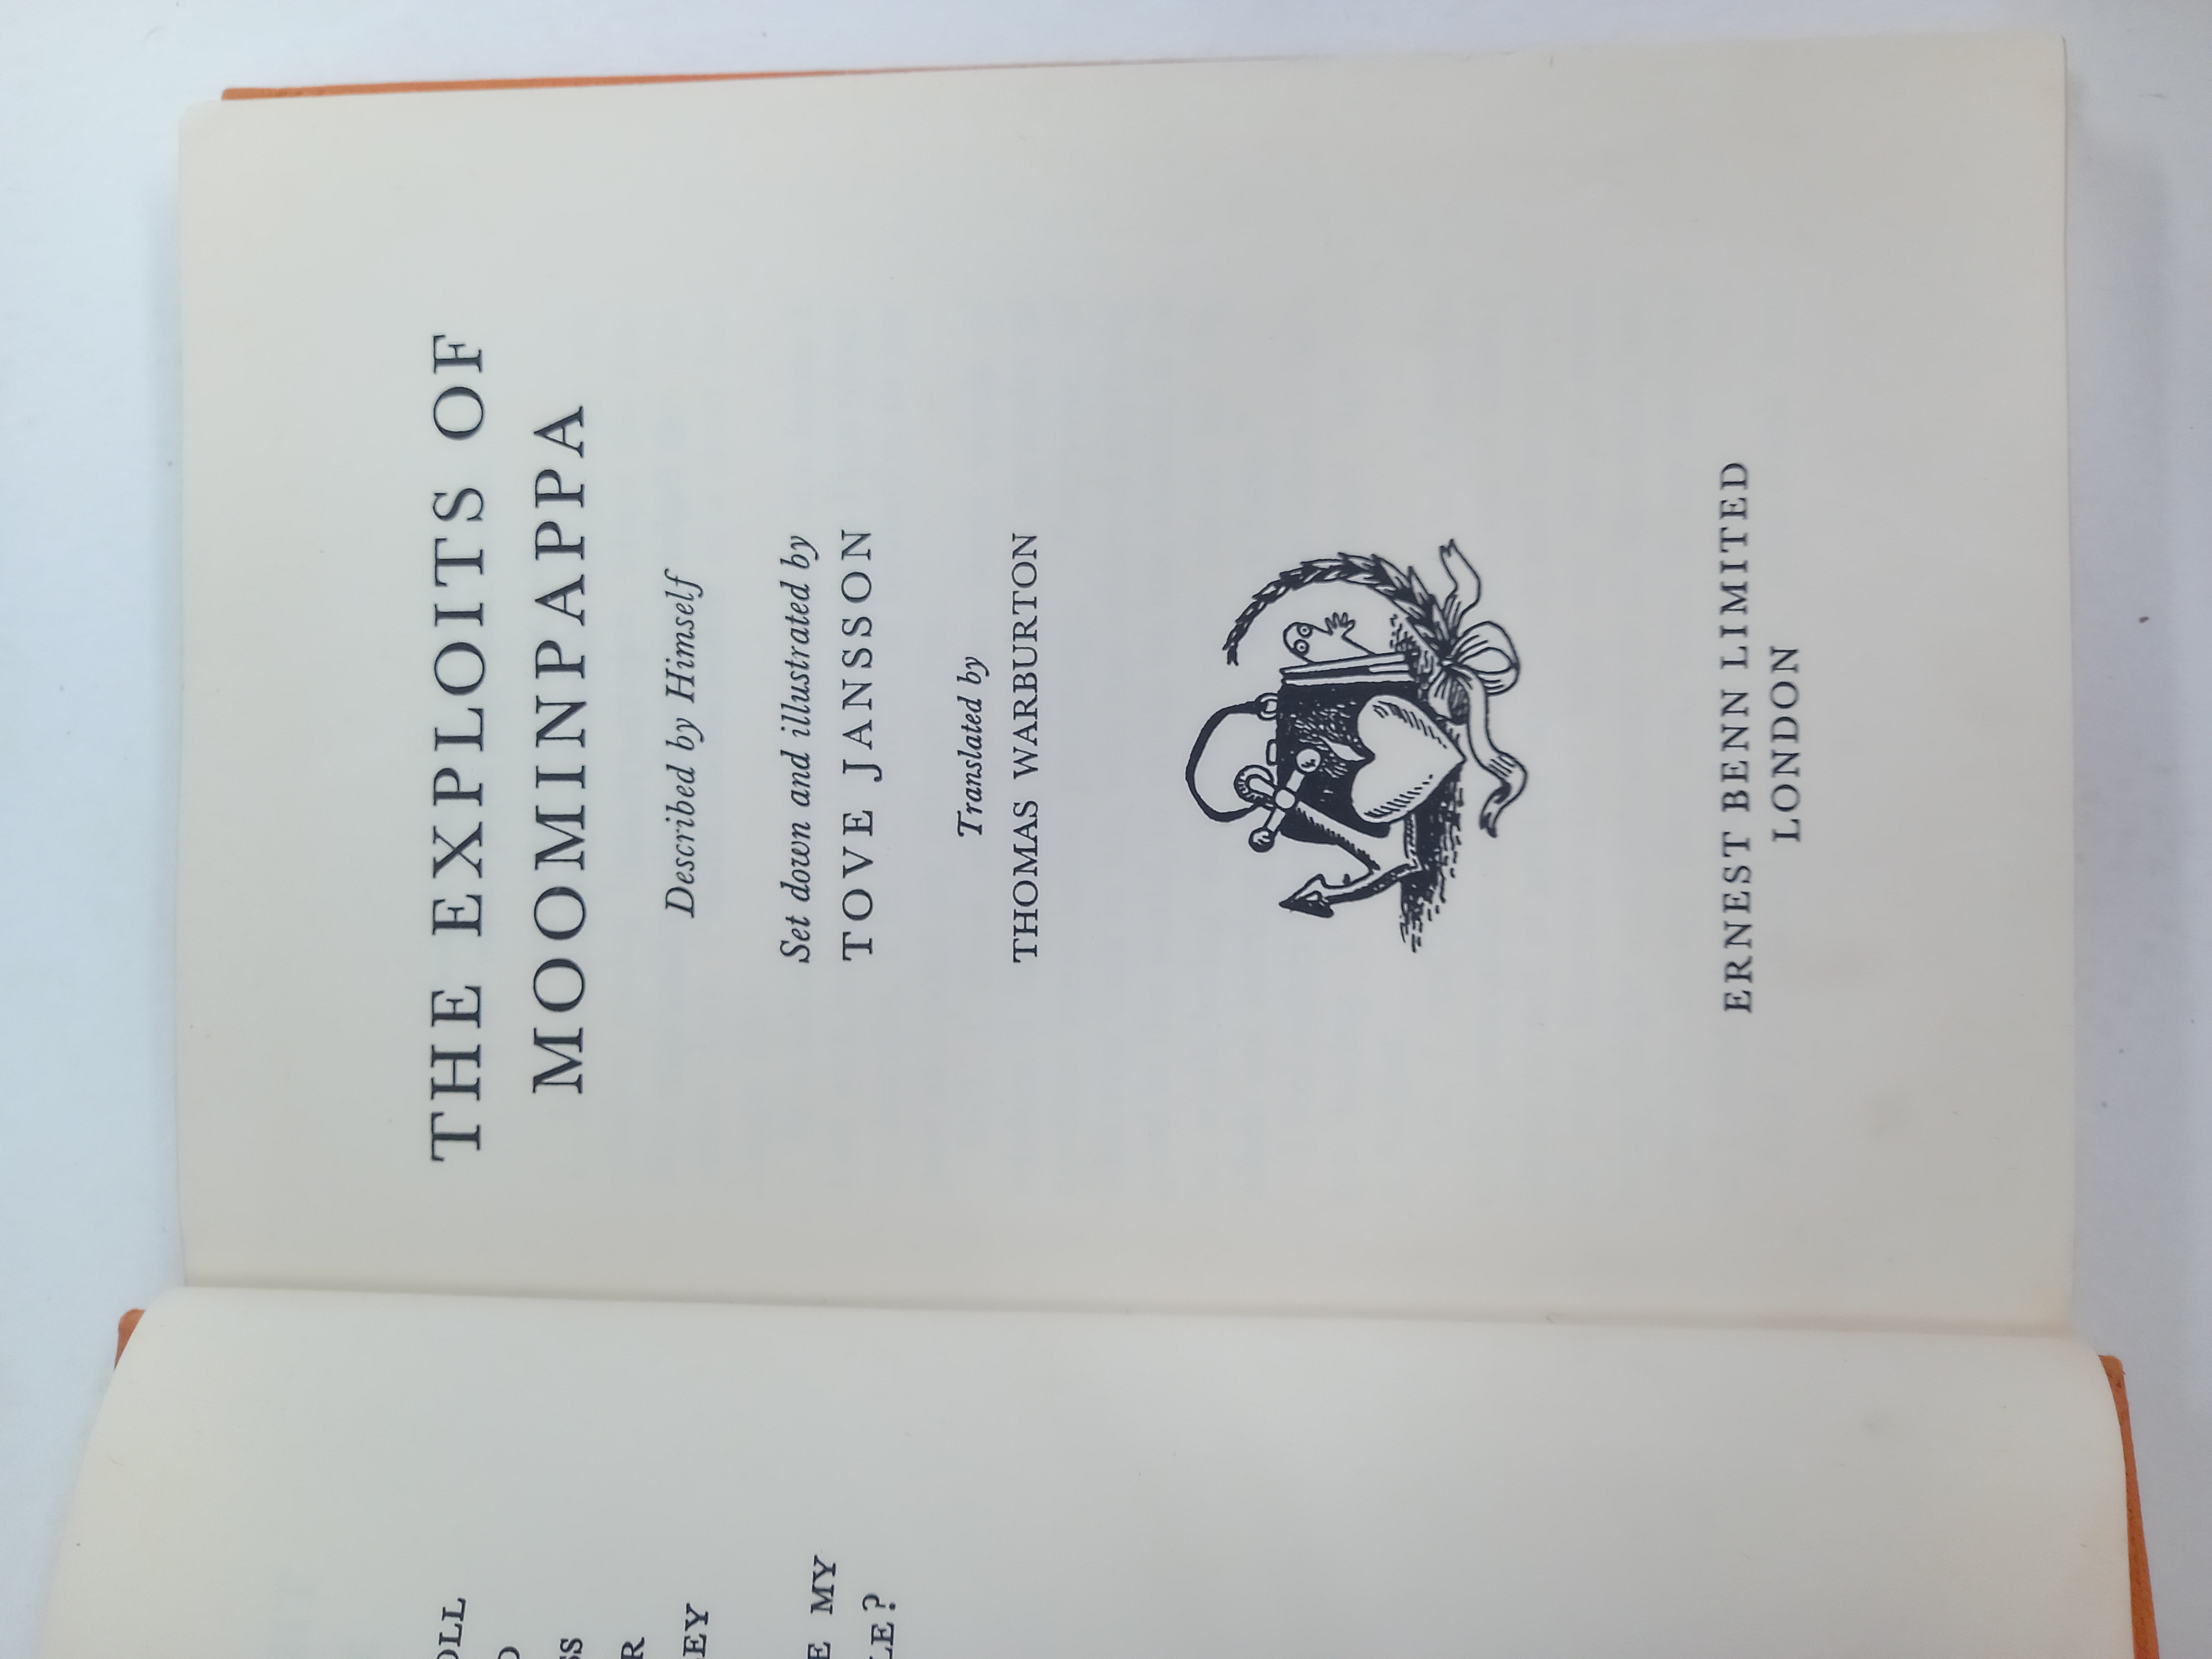 THE EXPLOITS OF
MOOMINPAPPA
Described by Himself
Set down and illustrated by
TOVE JANSSON
Translated by
THOMAS WARBURTON
ERNEST BENN LIMITED
LONDON
MY